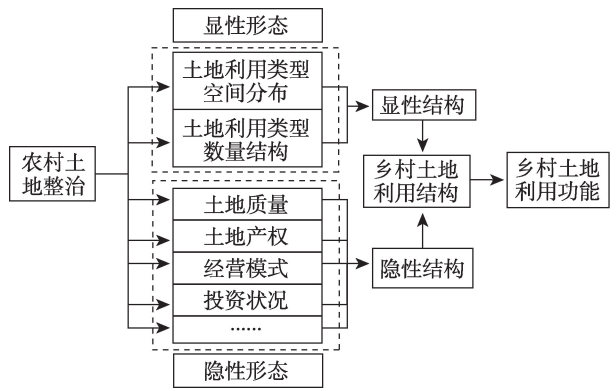 显性形态
土地利用类型
空间分布
土地利用类型
数量结构
显性结构
农村土
地整治
乡村土地
利用结构
乡村土地
利用功能
土地质量
土地产权
经营模式
投资状况
……
隐性结构
隐性形态